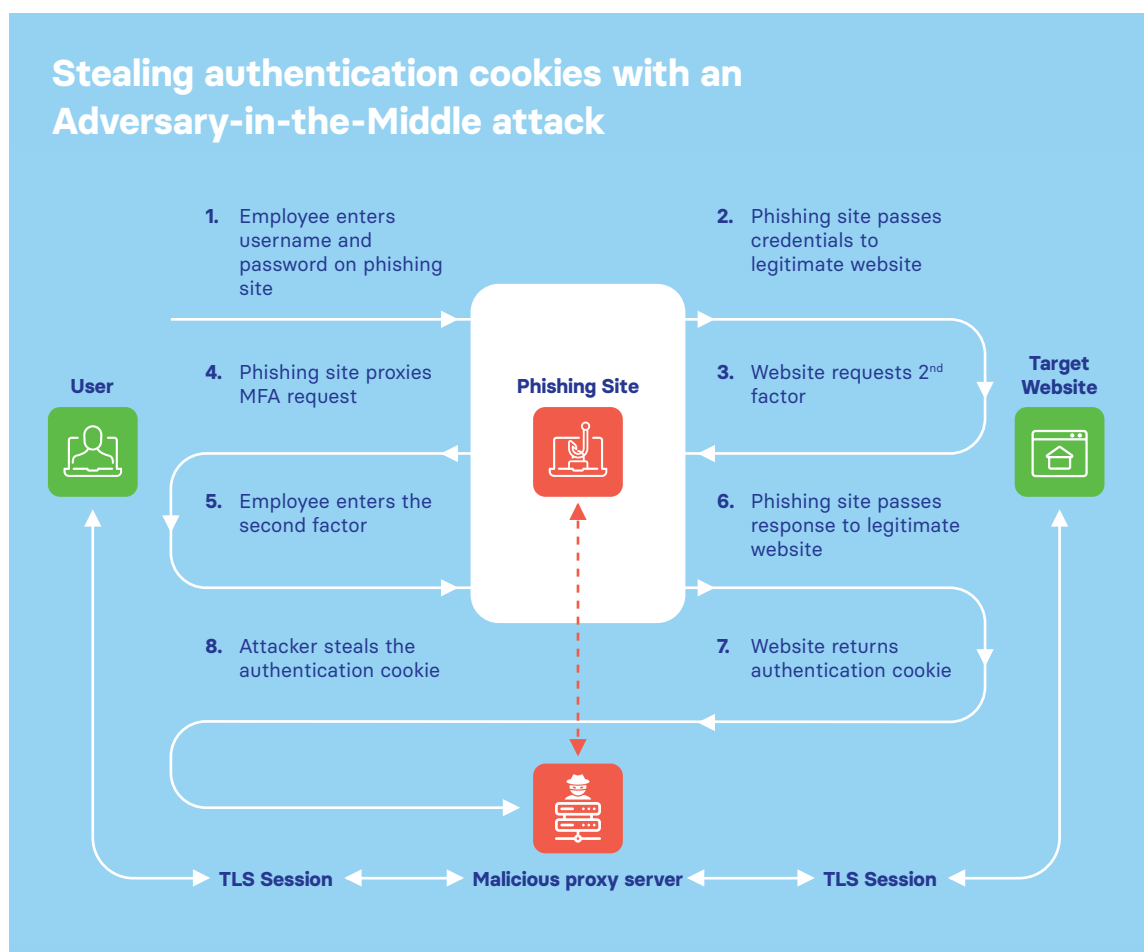 Stealing authentication cookies with an
Adversary-in-the-Middle attack
1. Employee enters
username and
password on phishing
site
2. Phishing site passes
credentials to
legitimate website
User
4. Phishing site proxies
MFA request
Phishing Site
3. Website requests 2nd
factor
Target
Website
5. Employee enters the
second factor
6. Phishing site passes
response to legitimate
website
8. Attacker steals the
authentication cookie
7. Website returns
authentication cookie
TLS Session
Malicious proxy server
TLS Session